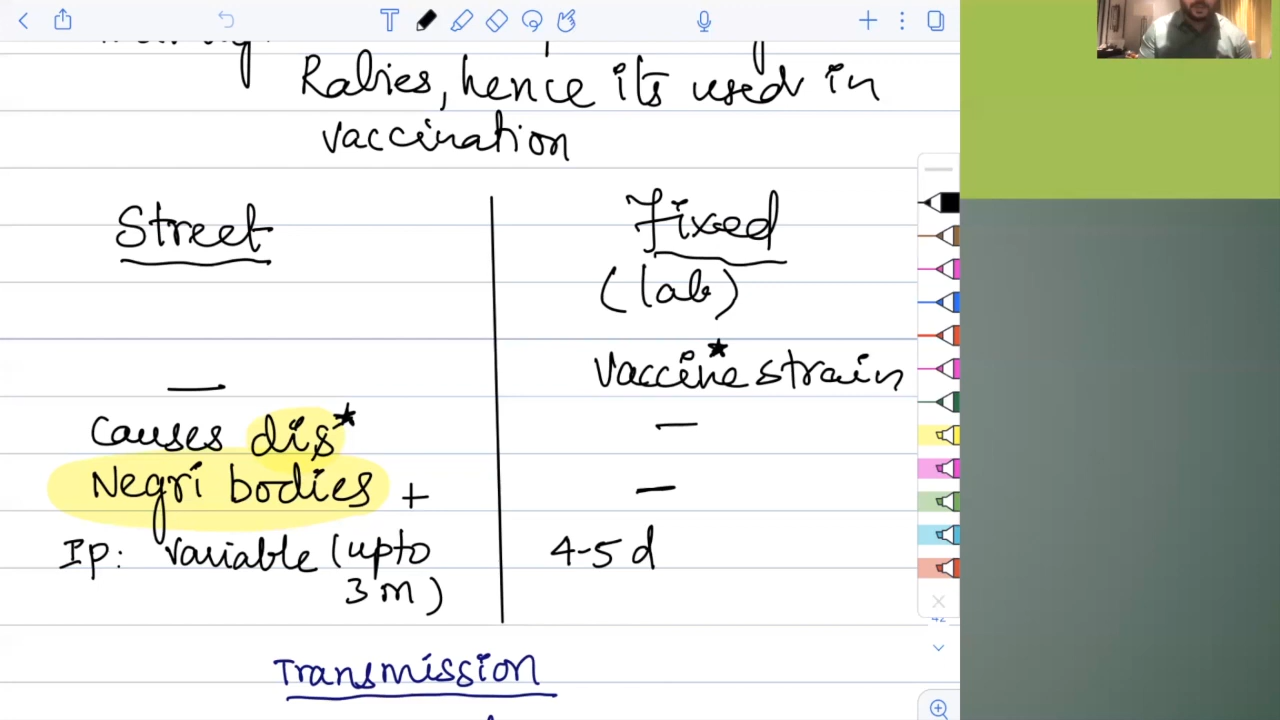 Rabies, hence its used in
vaccination
Street
Fixed
(lab)
Vaccine* strain
—
Causes dis*
—
Negri bodies +
—
Ip: Variable (upto
3 m)
4-5 d
Transmission
42